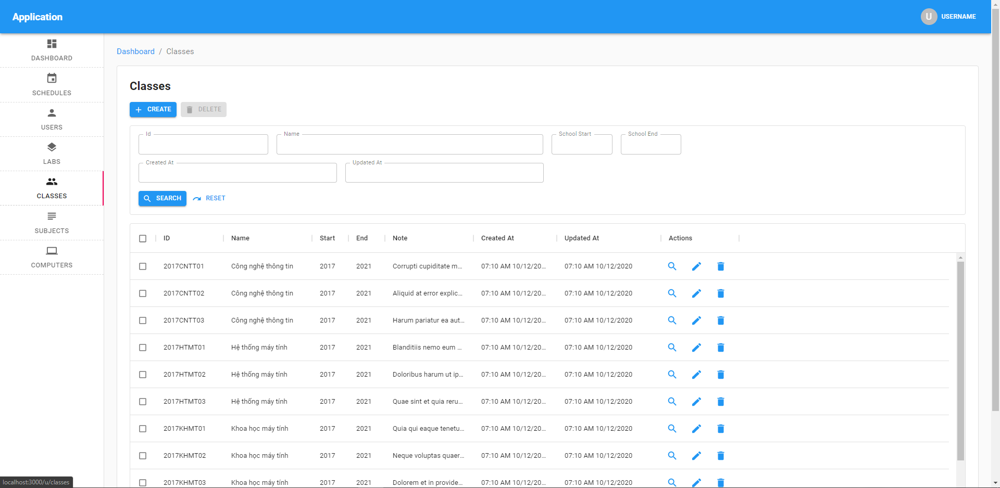 Application
U USERNAME
DASHBOARD
SCHEDULES
USERS
LABS
CLASSES
SUBJECTS
COMPUTERS
Dashboard / Classes
Classes
CREATE DELETE
Id Name School Start School End
Created At Updated At
SEARCH RESET
ID Name Start End Note Created At Updated At Actions
2017CNTT01 Công nghệ thông tin 2017 2021 Corrupti cupiditate m... 07:10 AM 10/12/20... 07:10 AM 10/12/2020
2017CNTT02 Công nghệ thông tin 2017 2021 Aliquid at error explic... 07:10 AM 10/12/20... 07:10 AM 10/12/2020
2017CNTT03 Công nghệ thông tin 2017 2021 Harum pariatur ea aut... 07:10 AM 10/12/20... 07:10 AM 10/12/2020
2017HTMT01 Hệ thống máy tính 2017 2021 Blanditiis nemo eum ... 07:10 AM 10/12/20... 07:10 AM 10/12/2020
2017HTMT02 Hệ thống máy tính 2017 2021 Doloribus harum ut ip... 07:10 AM 10/12/20... 07:10 AM 10/12/2020
2017HTMT03 Hệ thống máy tính 2017 2021 Quae sint et quia reru... 07:10 AM 10/12/20... 07:10 AM 10/12/2020
2017KHMT01 Khoa học máy tính 2017 2021 Quia qui eaque tenetu... 07:10 AM 10/12/20... 07:10 AM 10/12/2020
2017KHMT02 Khoa học máy tính 2017 2021 Neque voluptas quaer... 07:10 AM 10/12/20... 07:10 AM 10/12/2020
2017KHMT03 Khoa học máy tính 2017 2021 Dolorem et in provide... 07:10 AM 10/12/20... 07:10 AM 10/12/2020
localhost:3000/u/classes